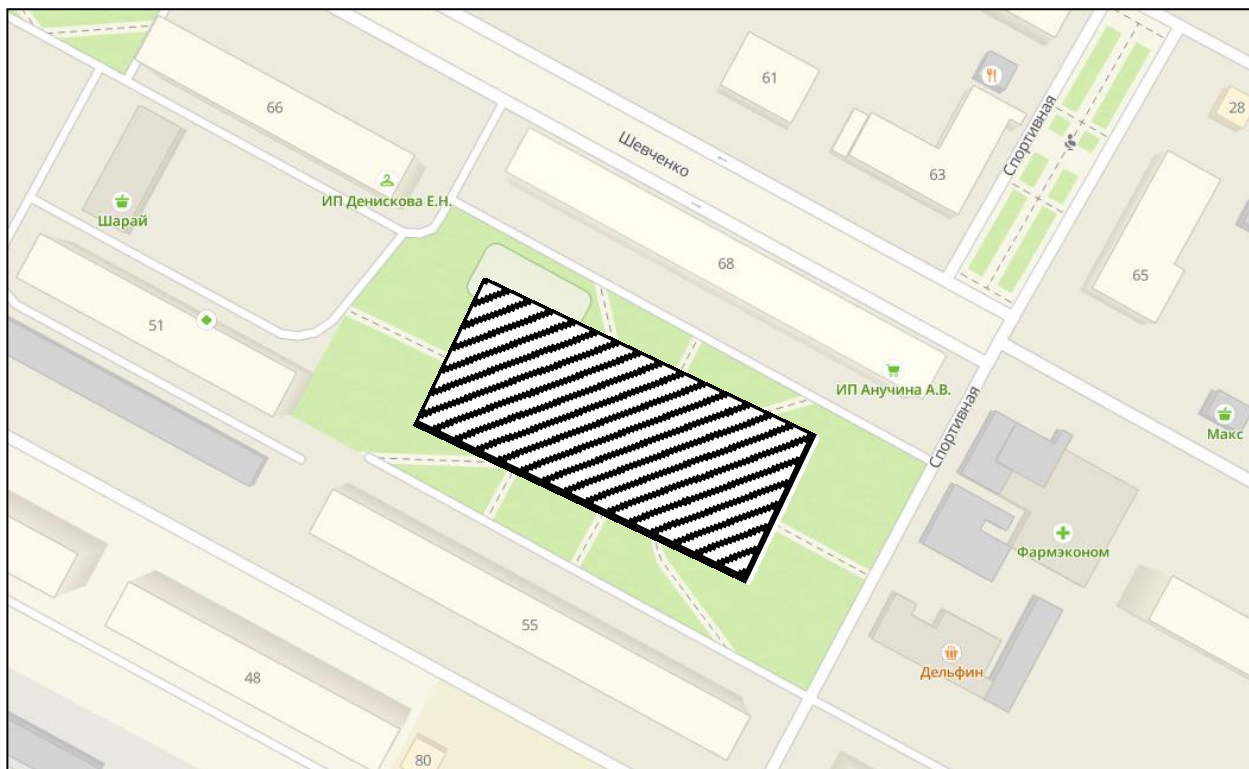 61
28
66
Шевченко
Спортивная
63
ИП Денискова Е.Н.
Шарай
68
65
51
ИП Анучина А.В.
Спортивная
Макс
Фармэконом
55
Дельфин
48
80